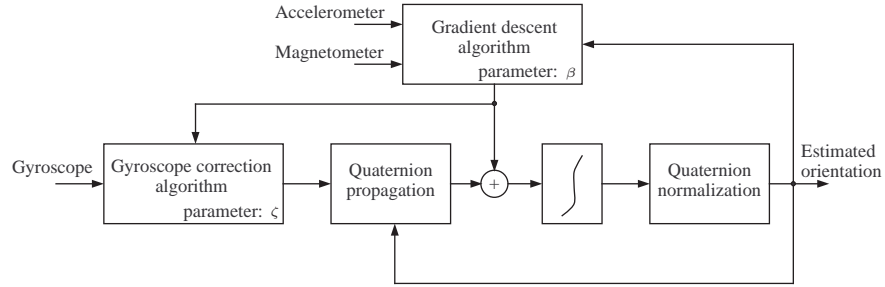 Accelerometer
Magnetometer
Gradient descent
algorithm
parameter: β
Gyroscope
Gyroscope correction
algorithm
parameter: ζ
Quaternion
propagation
+
Quaternion
normalization
Estimated
orientation